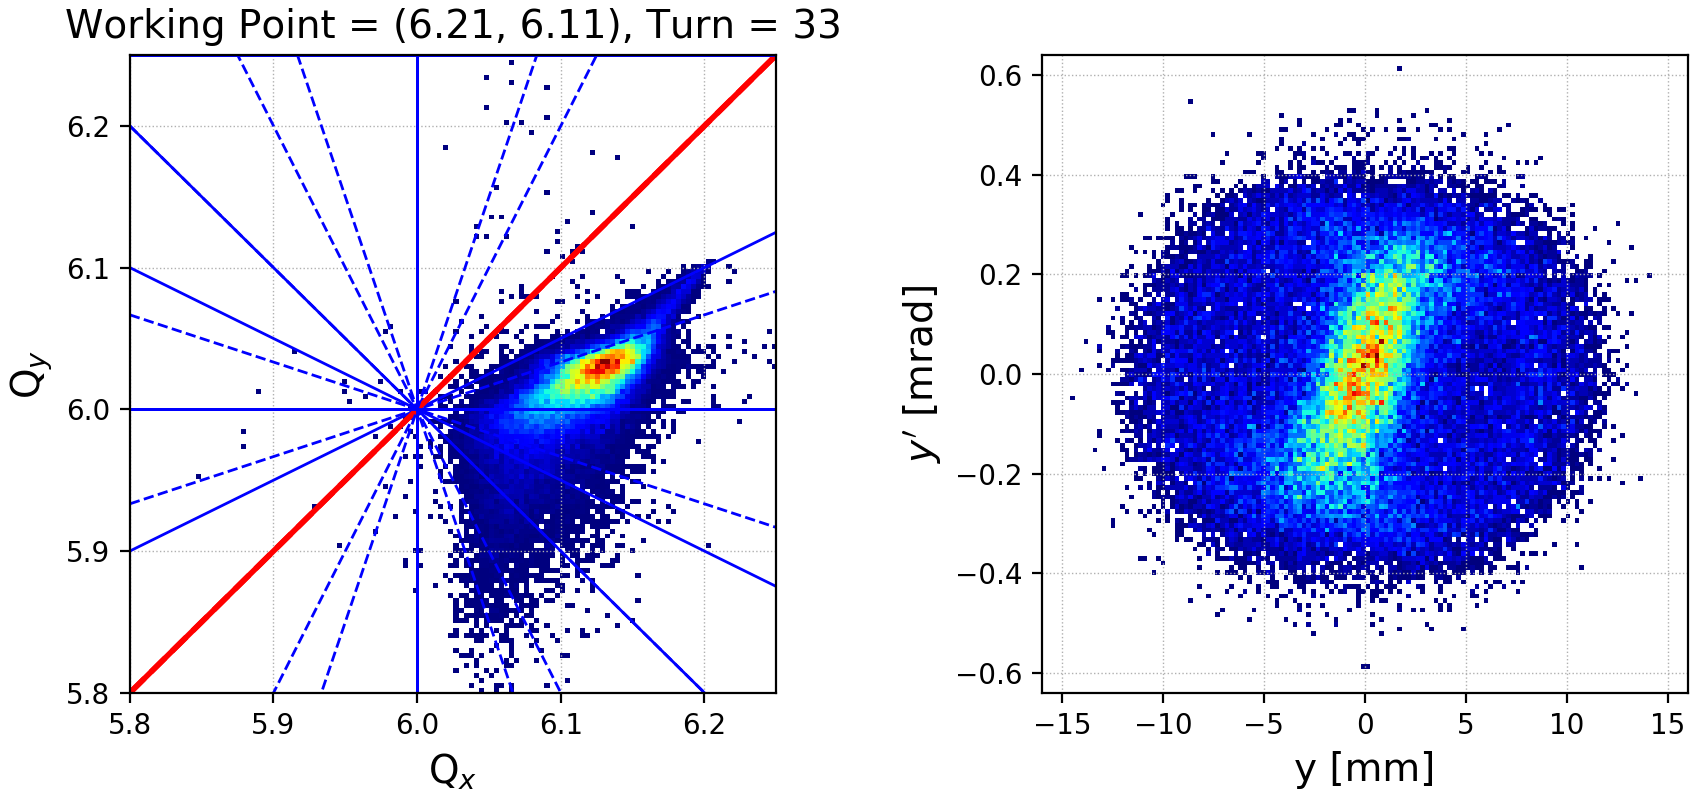 Working Point = (6.21, 6.11), Turn = 33
6.2
6.1
6.0
5.9
5.8
Q_y
5.8 5.9 6.0 6.1 6.2
Q_x
0.6
0.4
0.2
0.0
−0.2
−0.4
−0.6
y′ [mrad]
−15 −10 −5 0 5 10 15
y [mm]